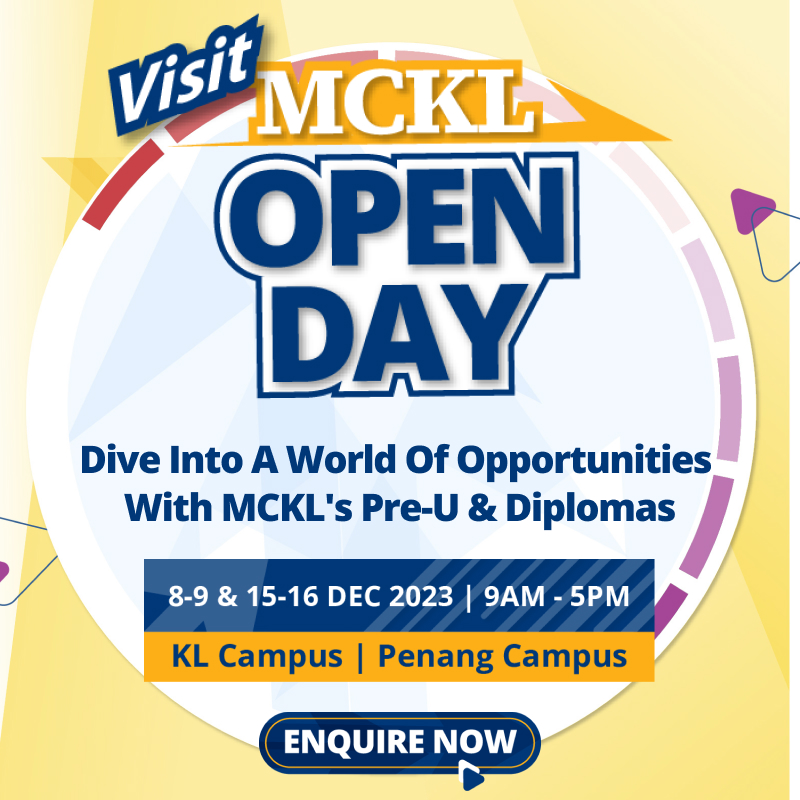 Visit
MCKL
OPEN
DAY
Dive Into A World Of Opportunities
With MCKL's Pre-U & Diplomas
8-9 & 15-16 DEC 2023 | 9AM - 5PM
KL Campus | Penang Campus
ENQUIRE NOW